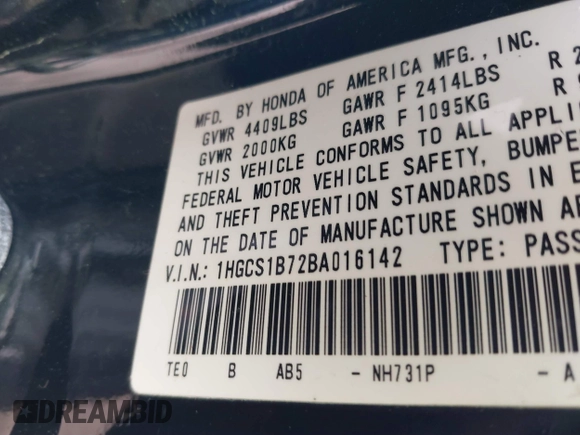 MFD. BY HONDA OF AMERICA MFG., INC.
GVWR 4409LBS GAWR F 2414LBS R 2
GVWR 2000KG GAWR F 1095KG R
THIS VEHICLE CONFORMS TO ALL APPLI
FEDERAL MOTOR VEHICLE SAFETY, BUMPE
AND THEFT PREVENTION STANDARDS IN E
ON THE DATE OF MANUFACTURE SHOWN AB
V.I.N.: 1HGCS1B72BA016142 TYPE: PASS
TE0 B AB5 - NH731P - A
DREAMBID